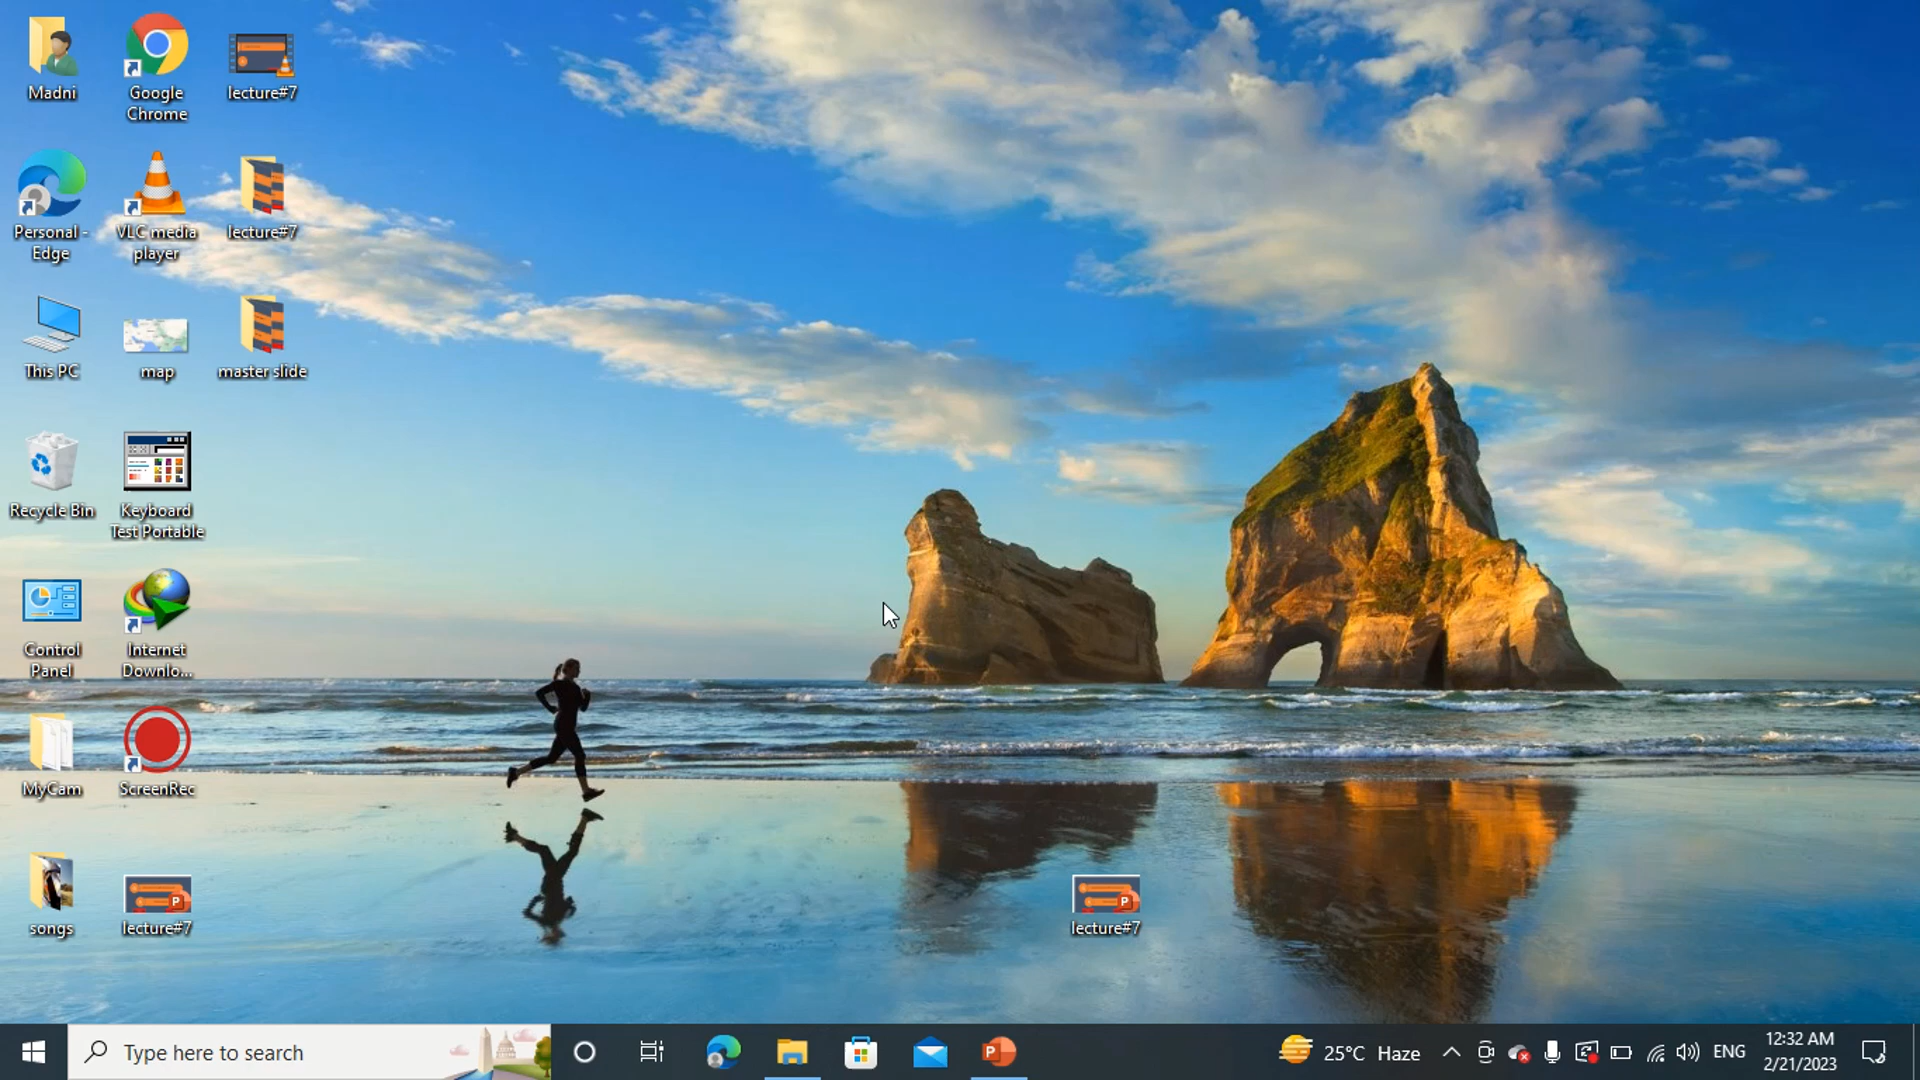 Madni
Google
Chrome
lecture#7
Personal -
Edge
VLC media
player
lecture#7
This PC
map
master slide
Recycle Bin
Keyboard
Test Portable
Control
Panel
Internet
Downlo...
MyCam
ScreenRec
songs
lecture#7
lecture#7
Type here to search
25°C Haze
ENG
12:32 AM
2/21/2023